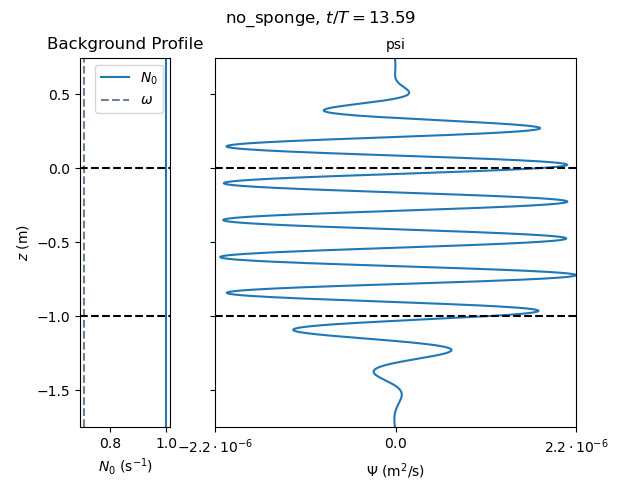 no_sponge, t/T = 13.59
Background Profile
psi
N₀
ω
0.5
0.0
−0.5
−1.0
−1.5
z (m)
0.8
1.0
−2.2 · 10⁻⁶
0.0
2.2 · 10⁻⁶
N₀ (s⁻¹)
Ψ (m²/s)